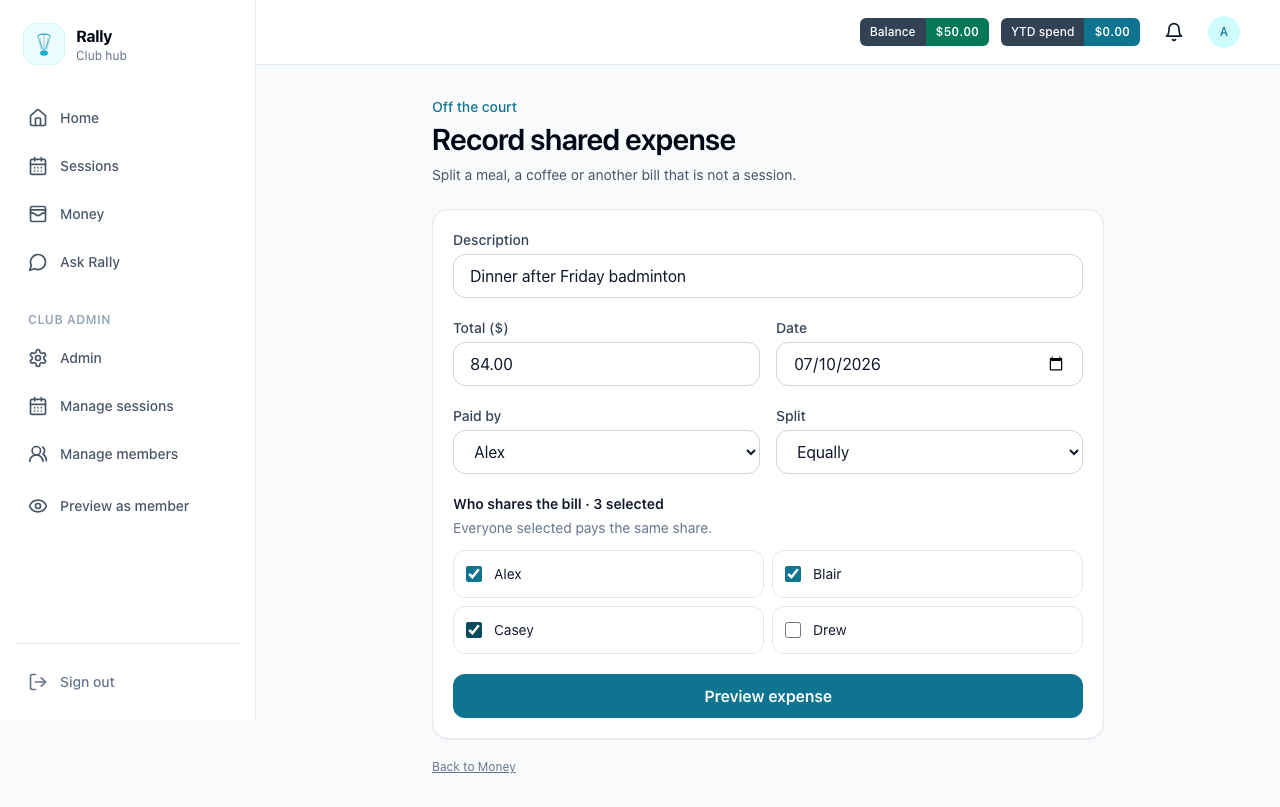 Rally
Club hub
Home
Sessions
Money
Ask Rally
CLUB ADMIN
Admin
Manage sessions
Manage members
Preview as member
Sign out
Balance $50.00 YTD spend $0.00 A
Off the court
Record shared expense
Split a meal, a coffee or another bill that is not a session.
Description
Dinner after Friday badminton
Total ($) Date
84.00 07/10/2026
Paid by Split
Alex Equally
Who shares the bill · 3 selected
Everyone selected pays the same share.
Alex Blair
Casey Drew
Preview expense
Back to Money